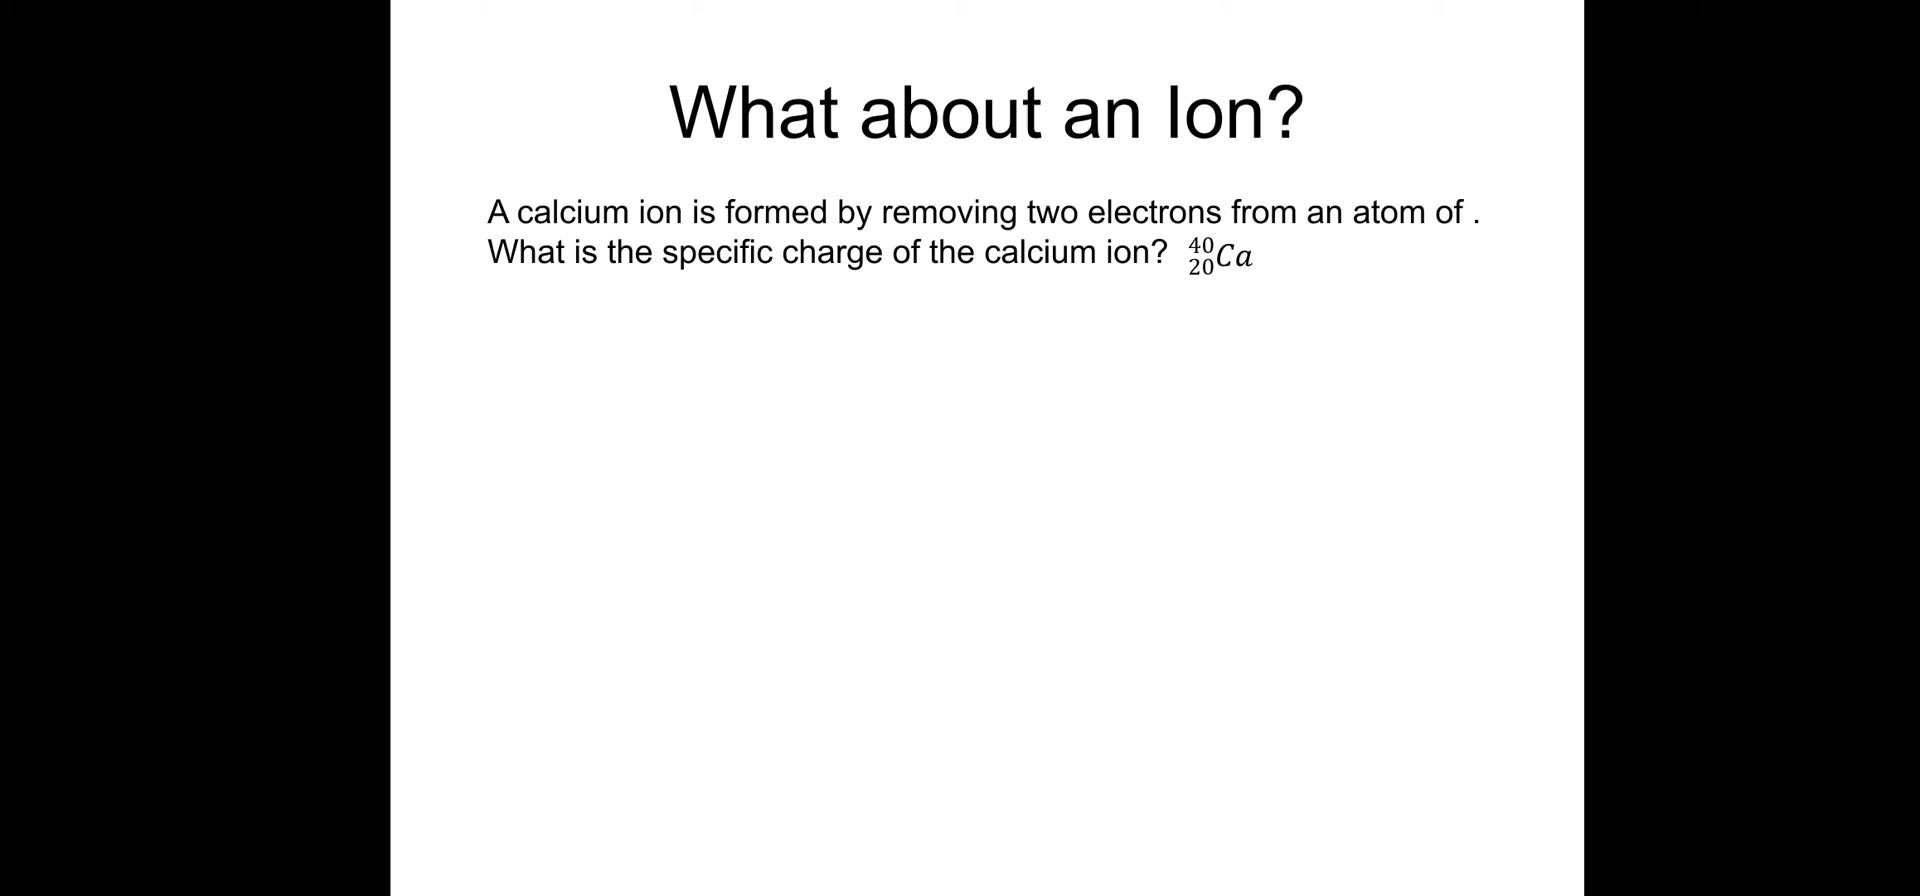 What about an Ion?
A calcium ion is formed by removing two electrons from an atom of .
What is the specific charge of the calcium ion? ⁴⁰₂₀Ca